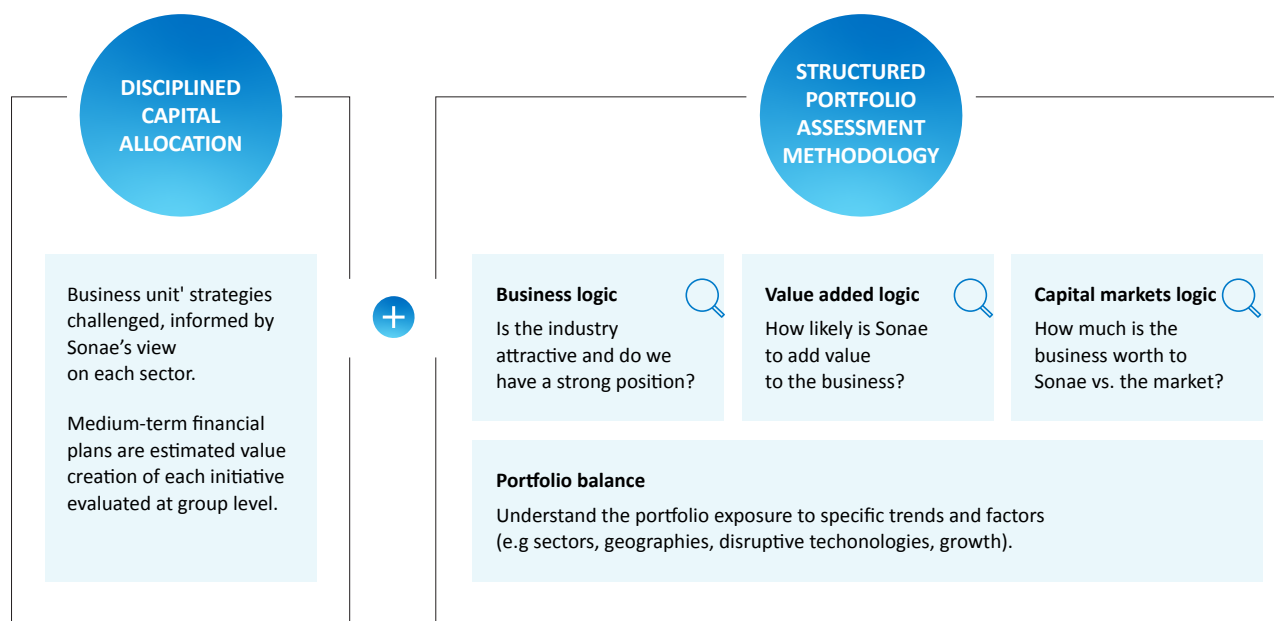 DISCIPLINED
CAPITAL
ALLOCATION
Business unit' strategies
challenged, informed by
Sonae’s view
on each sector.
Medium-term financial
plans are estimated value
creation of each initiative
evaluated at group level.
+
STRUCTURED
PORTFOLIO
ASSESSMENT
METHODOLOGY
Business logic
Is the industry
attractive and do we
have a strong position?
Value added logic
How likely is Sonae
to add value
to the business?
Capital markets logic
How much is the
business worth to
Sonae vs. the market?
Portfolio balance
Understand the portfolio exposure to specific trends and factors
(e.g sectors, geographies, disruptive techonologies, growth).